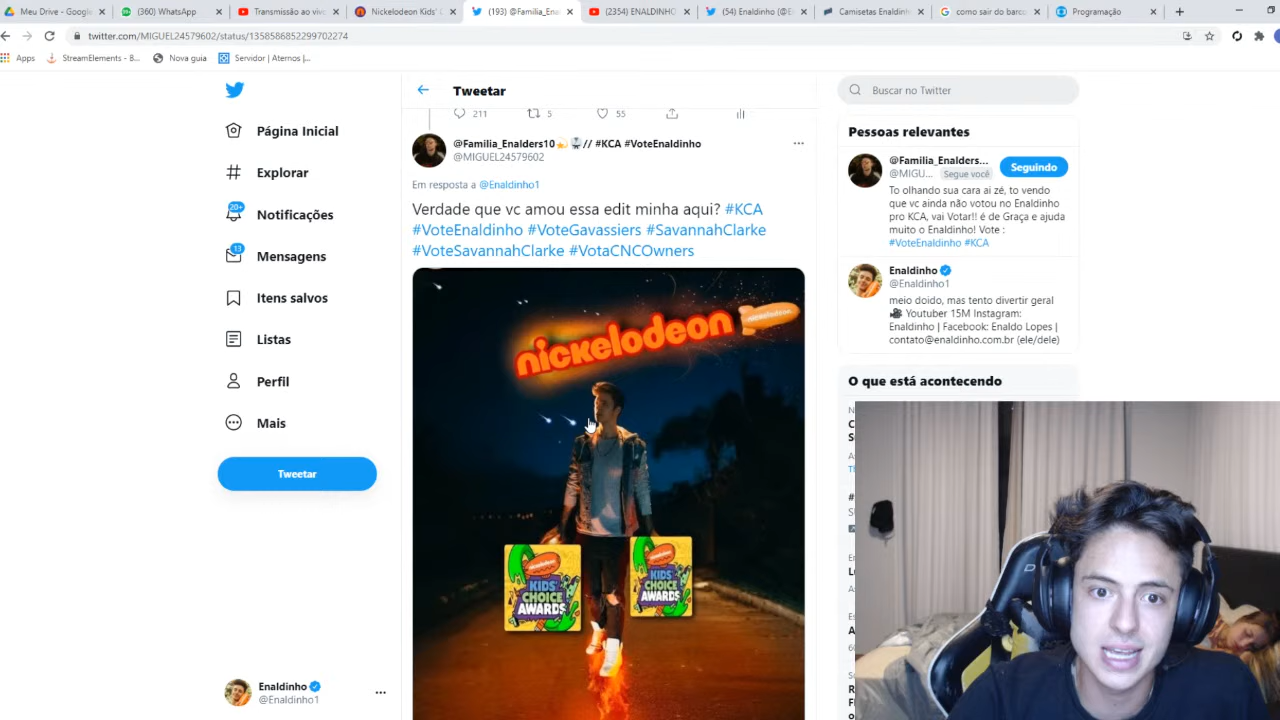 Meu Drive - Google
(360) WhatsApp
Transmissão ao viv
Nickelodeon Kids'
(193) @Familia_Ena
(2354) ENALDINHO
(54) Enaldinho (@E
Camisetas Enaldinh
como sair do barco
Programação
twitter.com/MIGUEL24579602/status/1358586852299702274
Apps
StreamElements - B...
Nova guia
Servidor | Aternos |...
Página Inicial
Explorar
20+
Notificações
13
Mensagens
Itens salvos
Listas
Perfil
Mais
Tweetar
Enaldinho
@Enaldinho1
Tweetar
211
5
55
@Familia_Enalders10💫👨🏻‍🚀// #KCA #VoteEnaldinho
@MIGUEL24579602
Em resposta a @Enaldinho1
Verdade que vc amou essa edit minha aqui? #KCA
#VoteEnaldinho #VoteGavassiers #SavannahClarke
#VoteSavannahClarke #VotaCNCOwners
nickelodeon
nickelodeon
KIDS'
CHOICE
AWARDS
KIDS'
CHOICE
AWARDS
Buscar no Twitter
Pessoas relevantes
@Familia_Enalders...
@MIGU... Segue você
Seguindo
To olhando sua cara ai zé, to vendo
que vc ainda não votou no Enaldinho
pro KCA, vai Votar!! é de Graça e ajuda
muito o Enaldinho! Vote :
#VoteEnaldinho #KCA
Enaldinho
@Enaldinho1
meio doido, mas tento divertir geral
🎥 Youtuber 15M Instagram:
Enaldinho | Facebook: Enaldo Lopes |
contato@enaldinho.com.br (ele/dele)
O que está acontecendo